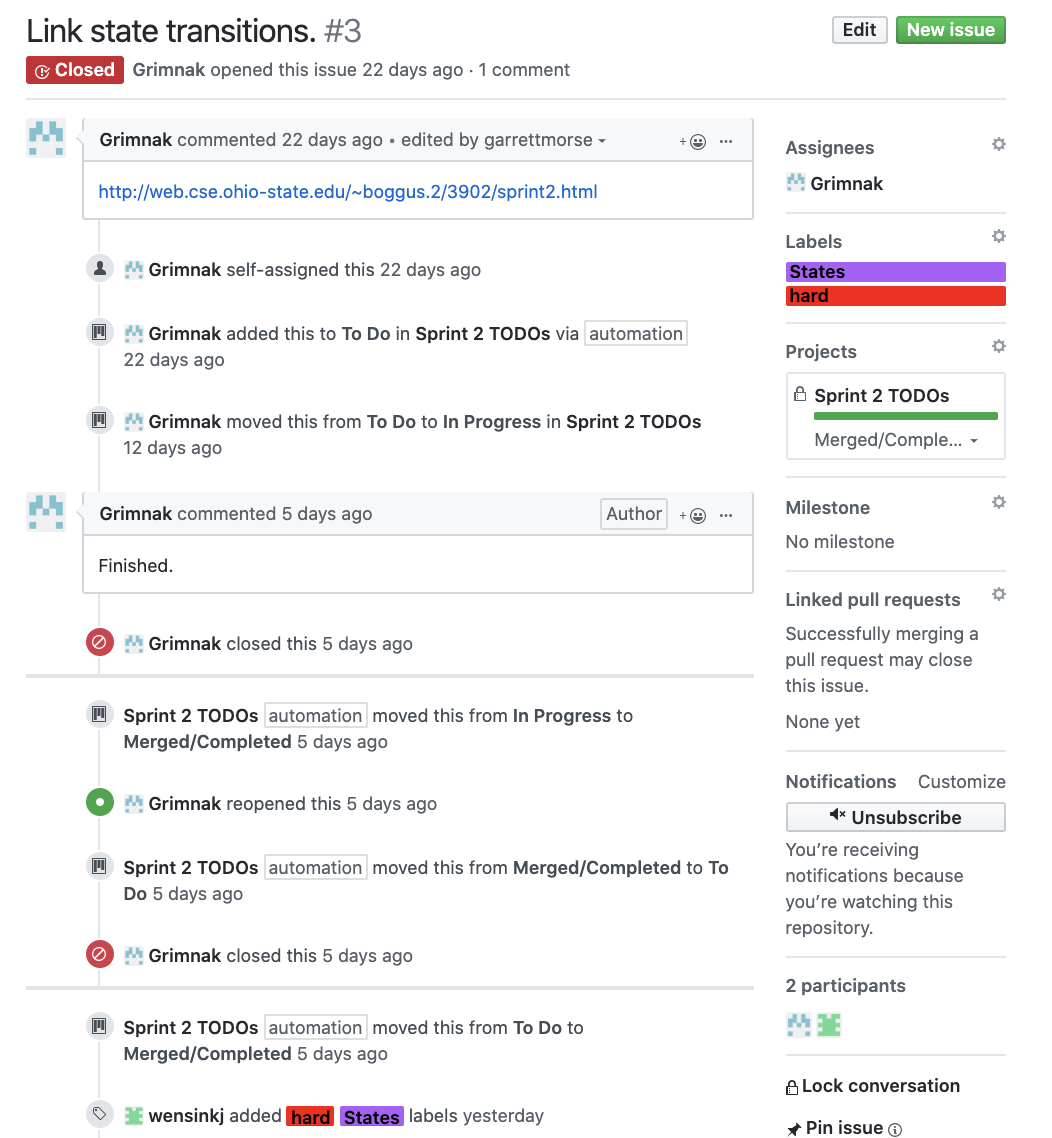 Link state transitions. #3
Edit
New issue
Closed
Grimnak opened this issue 22 days ago · 1 comment
Grimnak commented 22 days ago • edited by garrettmorse
http://web.cse.ohio-state.edu/~boggus.2/3902/sprint2.html
Grimnak self-assigned this 22 days ago
Grimnak added this to To Do in Sprint 2 TODOs via automation
22 days ago
Grimnak moved this from To Do to In Progress in Sprint 2 TODOs
12 days ago
Grimnak commented 5 days ago
Author
Finished.
Grimnak closed this 5 days ago
Sprint 2 TODOs automation moved this from In Progress to
Merged/Completed 5 days ago
Grimnak reopened this 5 days ago
Sprint 2 TODOs automation moved this from Merged/Completed to To
Do 5 days ago
Grimnak closed this 5 days ago
Sprint 2 TODOs automation moved this from To Do to
Merged/Completed 5 days ago
wensinkj added hard States labels yesterday
Assignees
Grimnak
Labels
States
hard
Projects
Sprint 2 TODOs
Merged/Comple...
Milestone
No milestone
Linked pull requests
Successfully merging a
pull request may close
this issue.
None yet
Notifications
Customize
Unsubscribe
You’re receiving
notifications because
you’re watching this
repository.
2 participants
Lock conversation
Pin issue